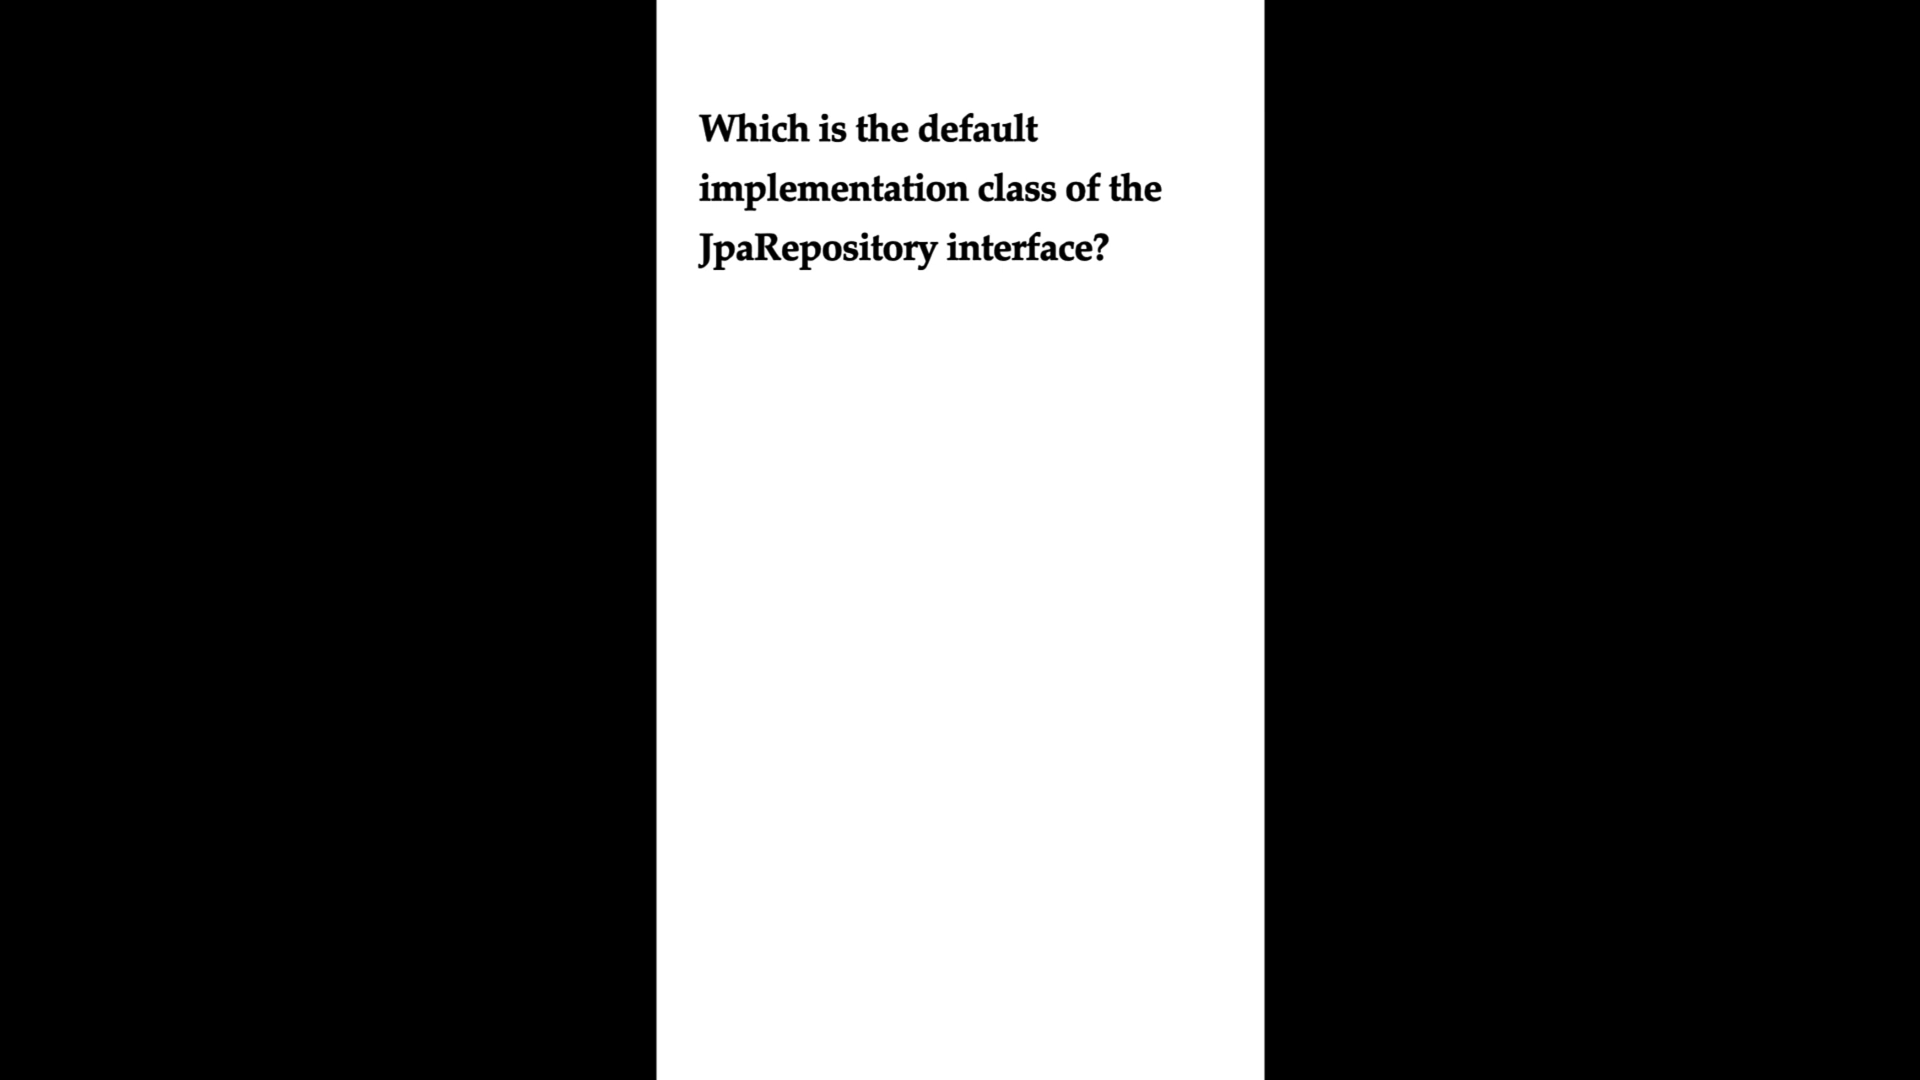 Which is the default
implementation class of the
JpaRepository interface?